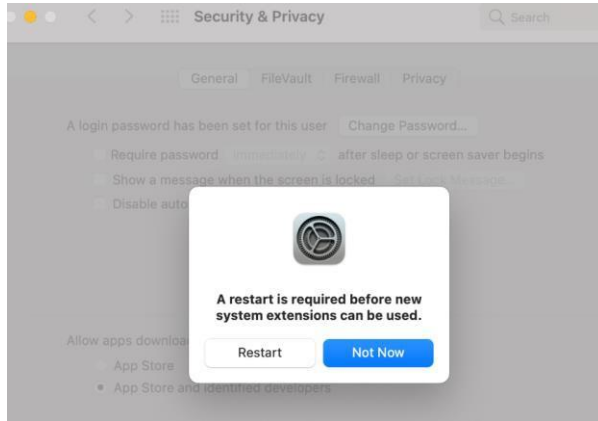 Security & Privacy
Search
General FileVault Firewall Privacy
A login password has been set for this user Change Password...
Require password immediately after sleep or screen saver begins
Show a message when the screen is locked Set Lock Message...
Disable auto
A restart is required before new
system extensions can be used.
Restart Not Now
Allow apps downloa
App Store
App Store and identified developers